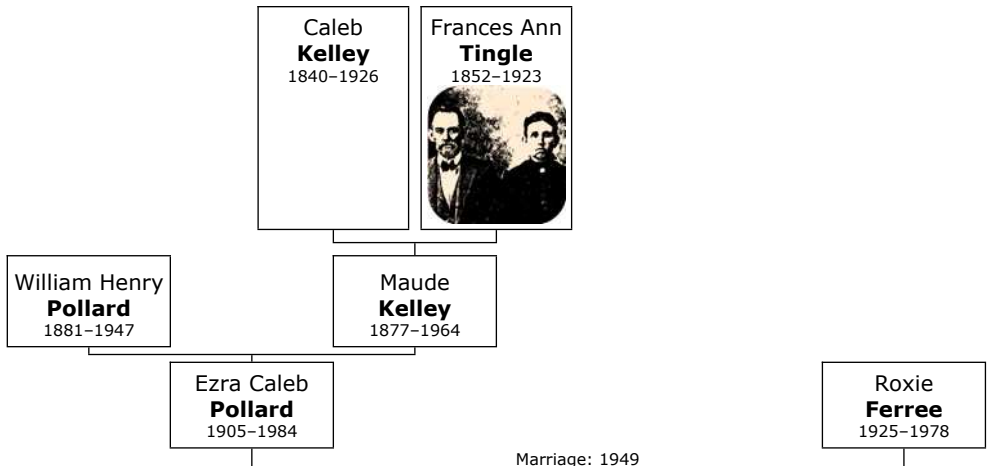 Caleb
Kelley
1840–1926
Frances Ann
Tingle
1852–1923
William Henry
Pollard
1881–1947
Maude
Kelley
1877–1964
Ezra Caleb
Pollard
1905–1984
Roxie
Ferree
1925–1978
Marriage: 1949